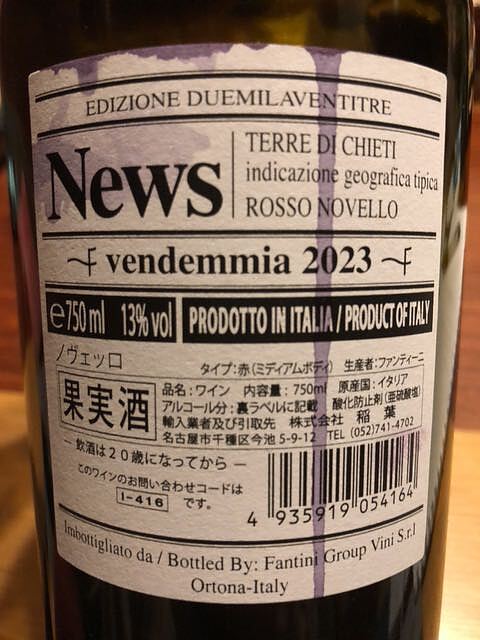 EDIZIONE DUEMILAVENTITRE
News
TERRE DI CHIETI
indicazione geografica tipica
ROSSO NOVELLO
vendemmia 2023
℮750 ml 13% vol PRODOTTO IN ITALIA / PRODUCT OF ITALY
ノヴェッロ
タイプ:赤(ミディアムボディ) 生産者:ファンティーニ
果実酒
品名:ワイン 内容量:750ml 原産国:イタリア
アルコール分:裏ラベルに記載 酸化防止剤(亜硫酸塩)
輸入業者及び引取先 株式会社 稲葉
名古屋市千種区今池 5-9-12 TEL (052)741-4702
― 飲酒は20歳になってから ―
このワインのお問い合わせコードは
I-416 です。
4 935919 054164
Imbottigliato da / Bottled By: Fantini Group Vini S.r.l
Ortona-Italy